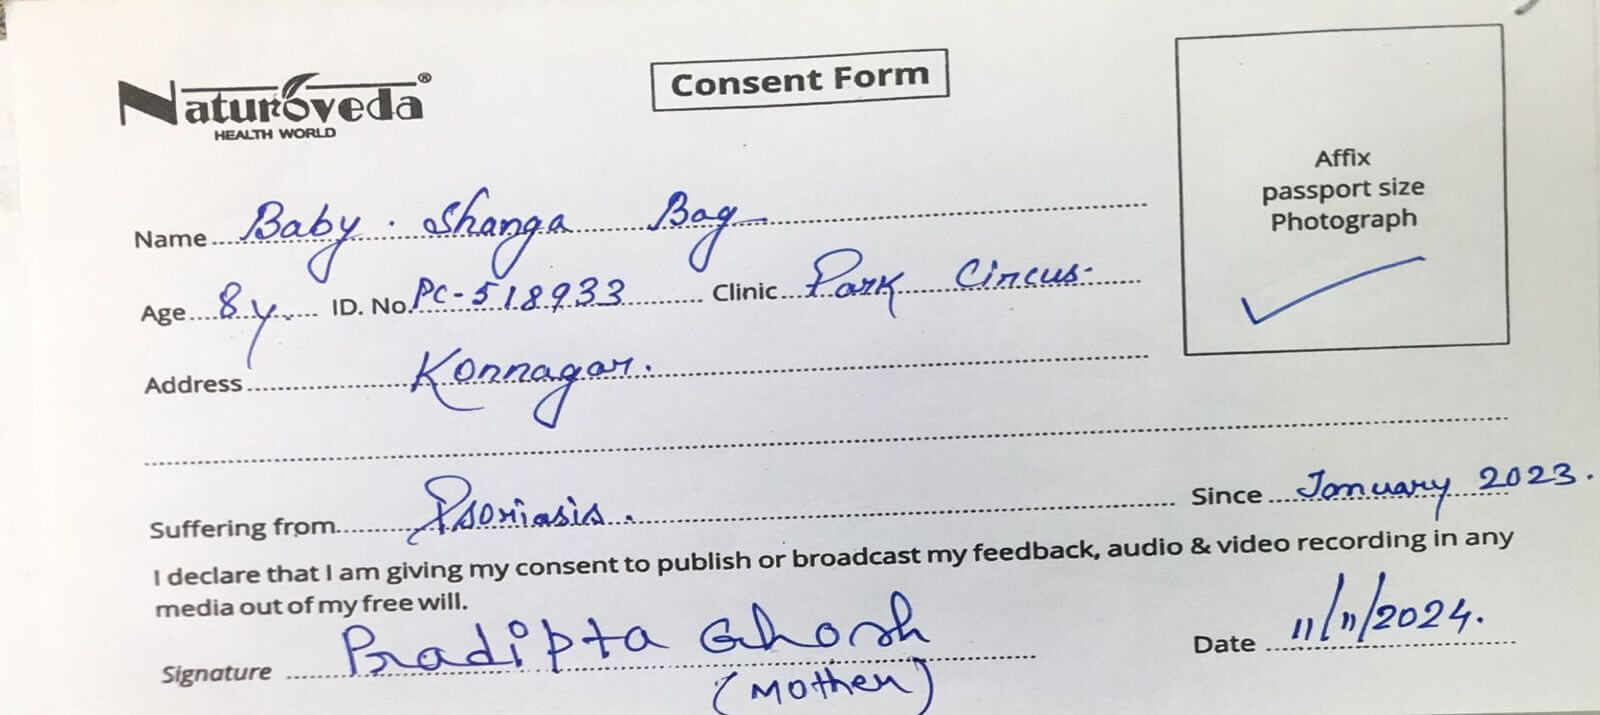 Naturoveda®
HEALTH WORLD
Consent Form
Affix
passport size
Photograph
Name Baby. Shanga Bag
Age 8y. ID. No. PC-518933 Clinic Park Circus.
Address Konnagar.
Suffering from Psoriasis. Since January 2023.
I declare that I am giving my consent to publish or broadcast my feedback, audio & video recording in any
media out of my free will.
Signature Pradipta Ghosh Date 11/11/2024.
(Mother)